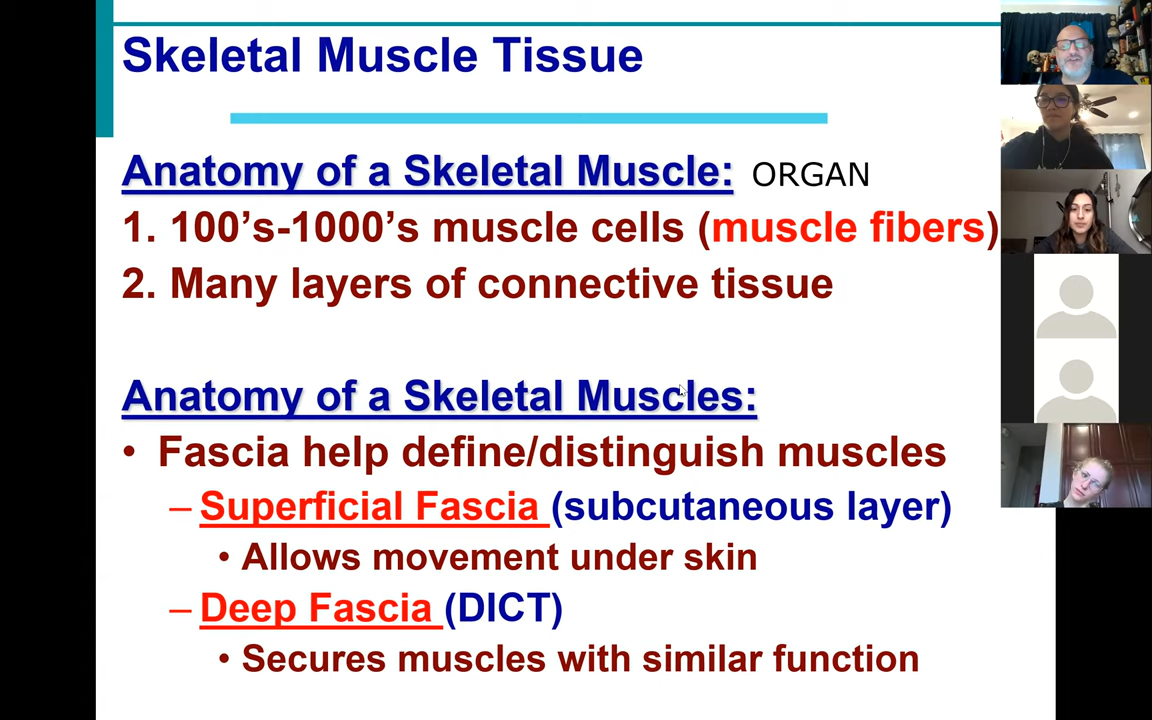 Skeletal Muscle Tissue
Anatomy of a Skeletal Muscle: ORGAN
1. 100’s-1000’s muscle cells (muscle fibers)
2. Many layers of connective tissue
Anatomy of a Skeletal Muscles:
• Fascia help define/distinguish muscles
– Superficial Fascia (subcutaneous layer)
• Allows movement under skin
– Deep Fascia (DICT)
• Secures muscles with similar function